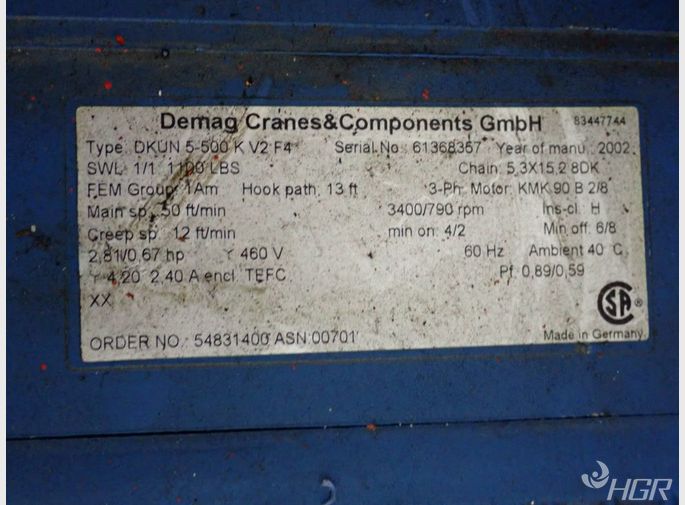 Demag Cranes&Components GmbH 83447744
Type: DKUN 5-500 K V2 F4 Serial No.: 61368357 Year of manu.: 2002
SWL: 1/1 1100 LBS Chain: 5,3X15,2 8DK
FEM Group: 1Am Hook path: 13 ft 3-Ph. Motor: KMK 90 B 2/8
Main sp.: 50 ft/min 3400/790 rpm Ins-cl.: H
Creep sp.: 12 ft/min min on: 4/2 Min off: 6/8
2,81/0,67 hp Y 460 V 60 Hz Ambient 40 °C
Y 4,20 2,40 A encl. TEFC Pf. 0,89/0,59
XX
SA ®
ORDER NO.: 54831400 ASN:00701 Made in Germany
HGR